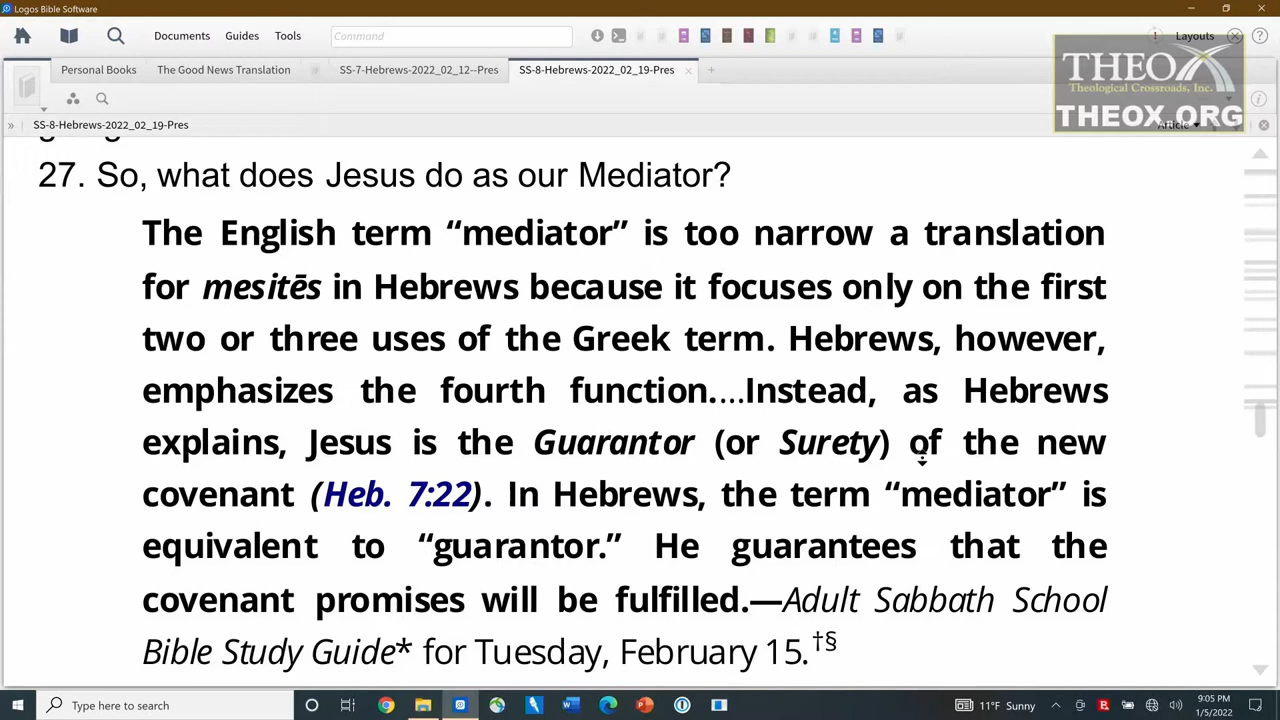 Logos Bible Software
Documents Guides Tools Command Layouts
THEOX
Theological Crossroads, Inc.
THEOX.ORG
Personal Books The Good News Translation SS-7-Hebrews-2022_02_12--Pres SS-8-Hebrews-2022_02_19-Pres
SS-8-Hebrews-2022_02_19-Pres Article
27. So, what does Jesus do as our Mediator?
The English term “mediator” is too narrow a translation
for mesitēs in Hebrews because it focuses only on the first
two or three uses of the Greek term. Hebrews, however,
emphasizes the fourth function....Instead, as Hebrews
explains, Jesus is the Guarantor (or Surety) of the new
covenant (Heb. 7:22). In Hebrews, the term “mediator” is
equivalent to “guarantor.” He guarantees that the
covenant promises will be fulfilled.—Adult Sabbath School
Bible Study Guide* for Tuesday, February 15.†§
Type here to search 11°F Sunny 9:05 PM
1/5/2022